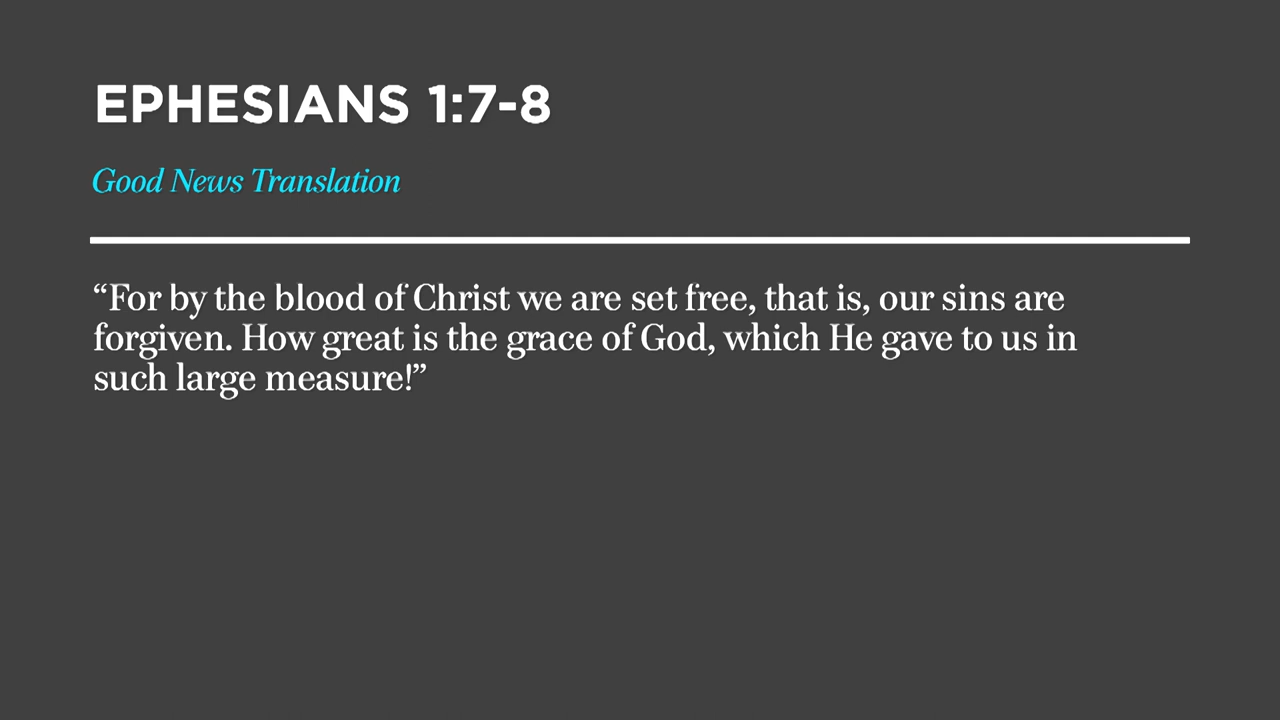 EPHESIANS 1:7-8
Good News Translation
“For by the blood of Christ we are set free, that is, our sins are
forgiven. How great is the grace of God, which He gave to us in
such large measure!”